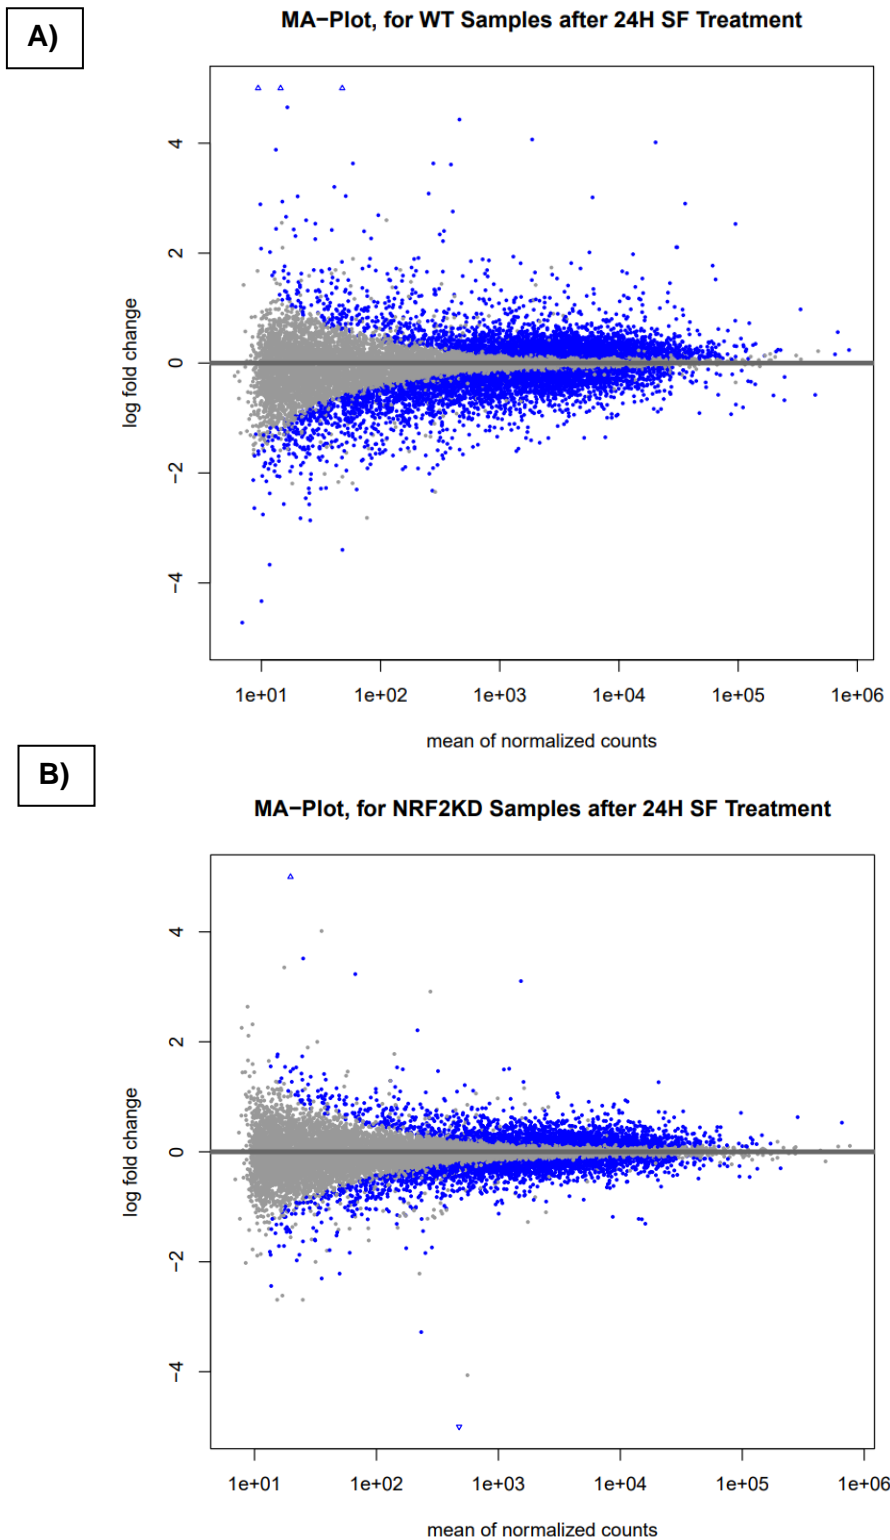 A)
MA−Plot, for WT Samples after 24H SF Treatment
log fold change
4
2
0
−2
−4
1e+01 1e+02 1e+03 1e+04 1e+05 1e+06
mean of normalized counts
B)
MA−Plot, for NRF2KD Samples after 24H SF Treatment
log fold change
4
2
0
−2
−4
1e+01 1e+02 1e+03 1e+04 1e+05 1e+06
mean of normalized counts